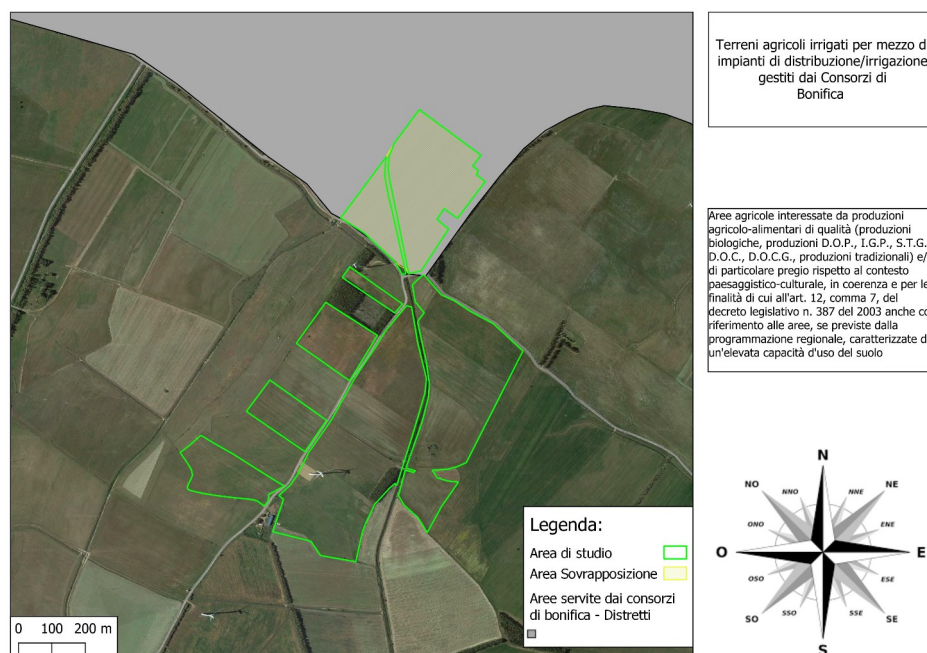 Terreni agricoli irrigati per mezzo d
impianti di distribuzione/irrigazione
gestiti dai Consorzi di
Bonifica
Aree agricole interessate da produzioni
agricolo-alimentari di qualità (produzioni
biologiche, produzioni D.O.P., I.G.P., S.T.G.
D.O.C., D.O.C.G., produzioni tradizionali) e/
di particolare pregio rispetto al contesto
paesaggistico-culturale, in coerenza e per le
finalità di cui all'art. 12, comma 7, del
decreto legislativo n. 387 del 2003 anche co
riferimento alle aree, se previste dalla
programmazione regionale, caratterizzate d
un'elevata capacità d'uso del suolo
Legenda:
Area di studio
Area Sovrapposizione
Aree servite dai consorzi
di bonifica - Distretti
0 100 200 m
N
NNO NNE
NO NE
ONO ENE
O E
OSO ESE
SO SE
SSO SSE
S